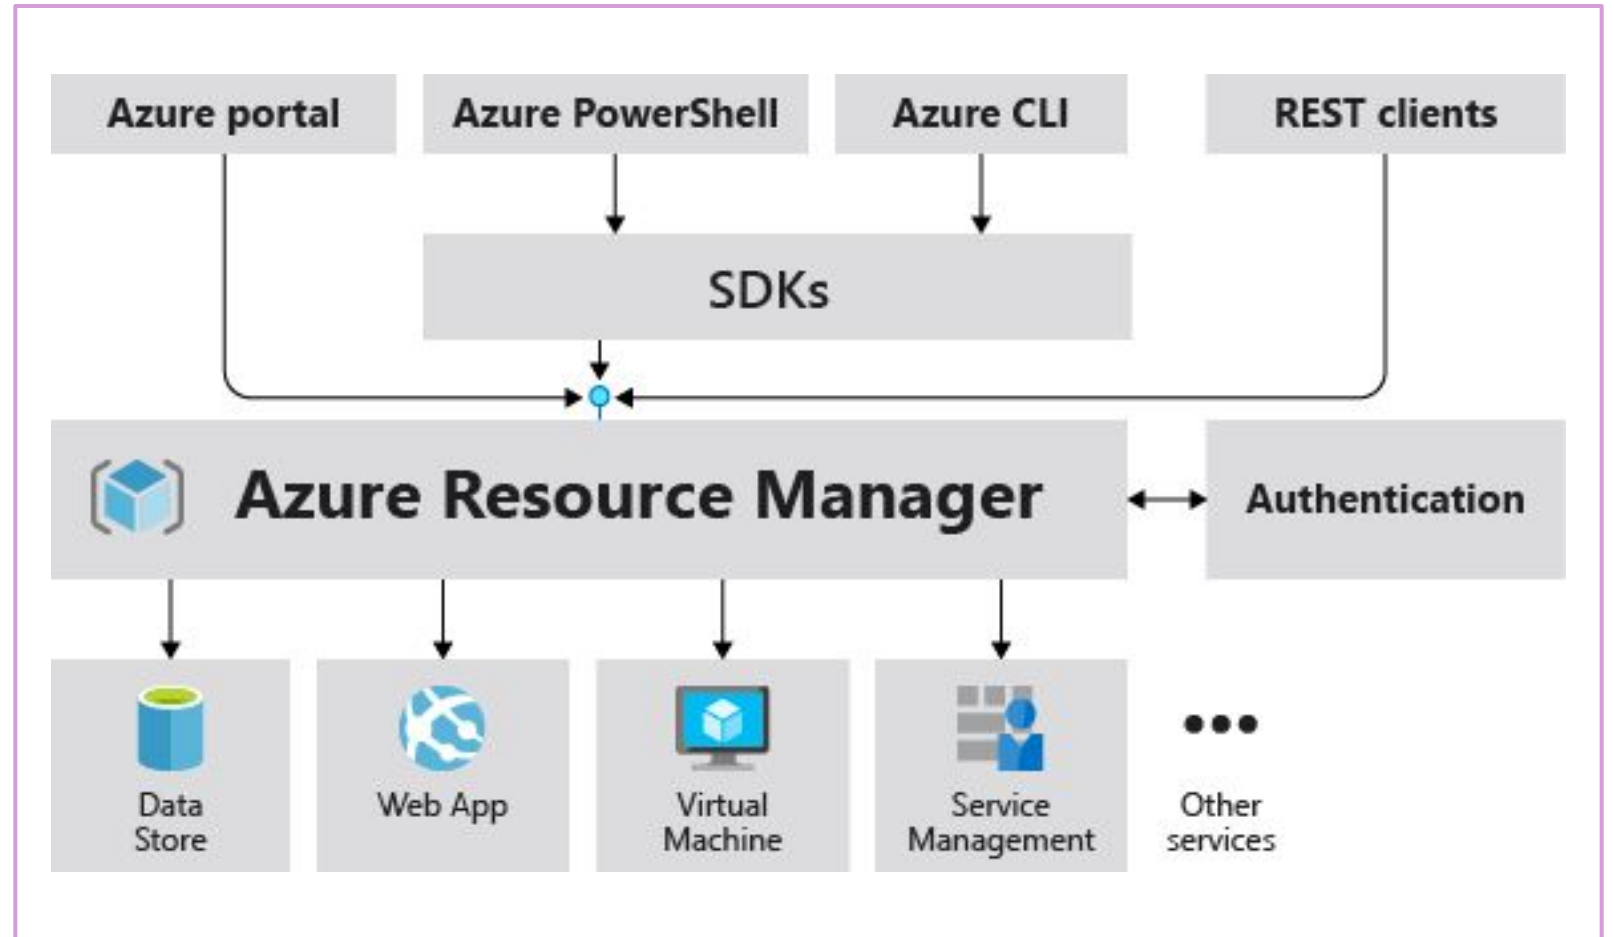 Azure portal
Azure PowerShell
Azure CLI
REST clients
SDKs
Azure Resource Manager
Authentication
Data
Store
Web App
Virtual
Machine
Service
Management
Other
services